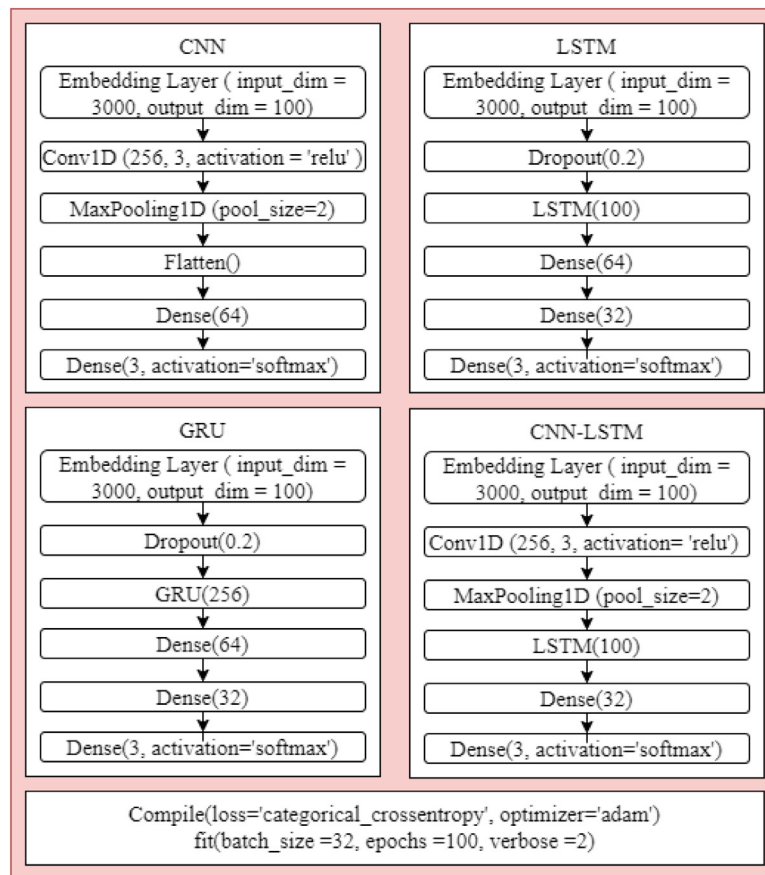 CNN
Embedding Layer ( input_dim =
3000, output_dim = 100)
Conv1D (256, 3, activation = 'relu' )
MaxPooling1D (pool_size=2)
Flatten()
Dense(64)
Dense(3, activation='softmax')
LSTM
Embedding Layer ( input_dim =
3000, output_dim = 100)
Dropout(0.2)
LSTM(100)
Dense(64)
Dense(32)
Dense(3, activation='softmax')
GRU
Embedding Layer ( input_dim =
3000, output_dim = 100)
Dropout(0.2)
GRU(256)
Dense(64)
Dense(32)
Dense(3, activation='softmax')
CNN-LSTM
Embedding Layer ( input_dim =
3000, output_dim = 100)
Conv1D (256, 3, activation= 'relu')
MaxPooling1D (pool_size=2)
LSTM(100)
Dense(32)
Dense(3, activation='softmax')
Compile(loss='categorical_crossentropy', optimizer='adam')
fit(batch_size =32, epochs =100, verbose =2)